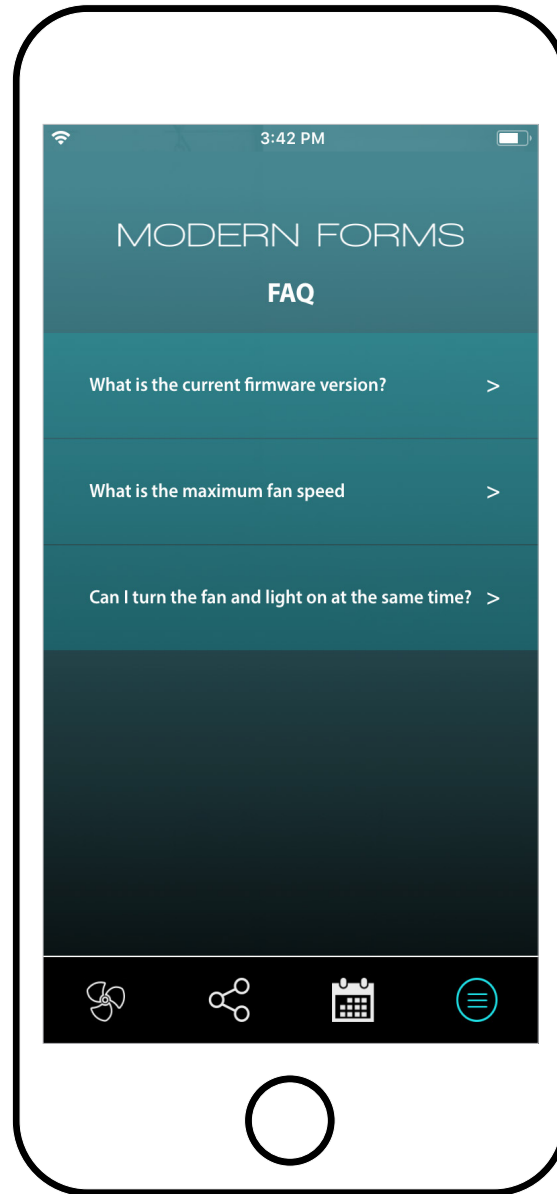 3:42 PM
MODERN FORMS
FAQ
What is the current firmware version? >
What is the maximum fan speed >
Can I turn the fan and light on at the same time? >